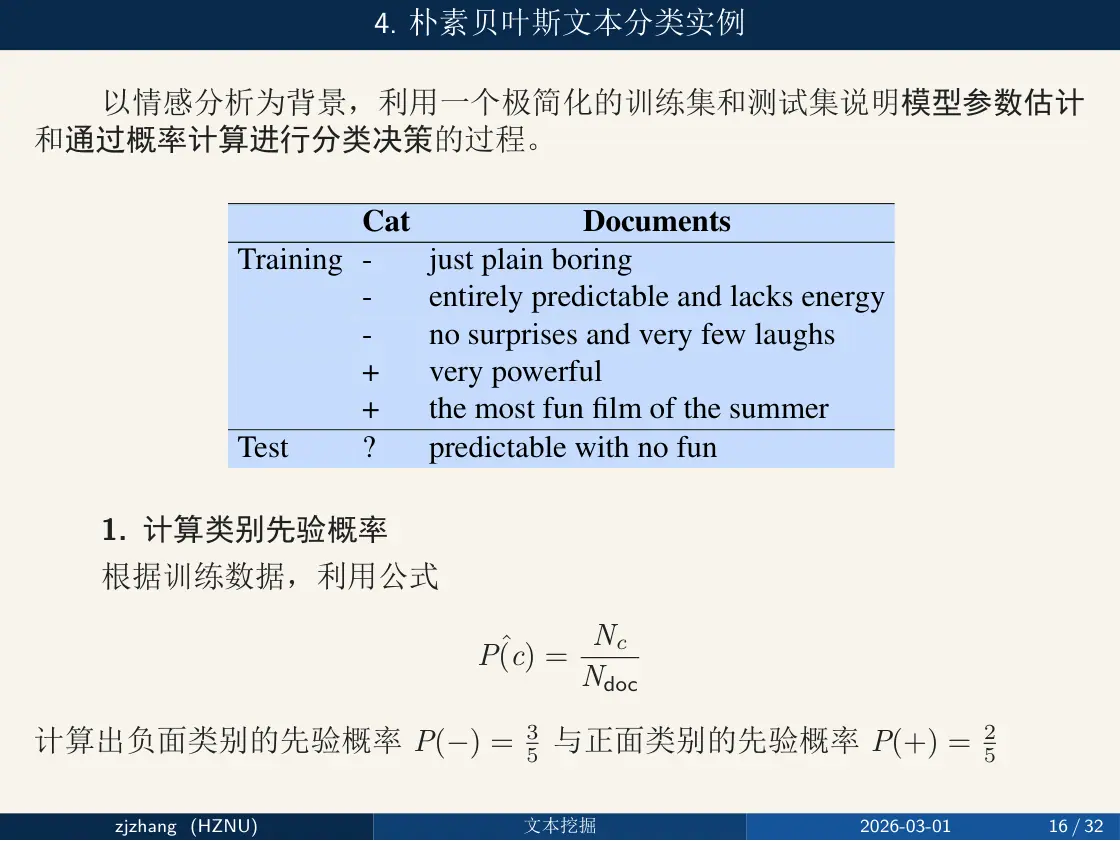 4. 朴素贝叶斯文本分类实例
以情感分析为背景，利用一个极简化的训练集和测试集说明模型参数估计
和通过概率计算进行分类决策的过程。
Cat Documents
Training - just plain boring
- entirely predictable and lacks energy
- no surprises and very few laughs
+ very powerful
+ the most fun film of the summer
Test ? predictable with no fun
1. 计算类别先验概率
根据训练数据，利用公式
P(̂c) = N_c / N_doc
计算出负面类别的先验概率 P(−) = 3/5 与正面类别的先验概率 P(+) = 2/5
zjzhang (HZNU) 文本挖掘 2026-03-01 16 / 32